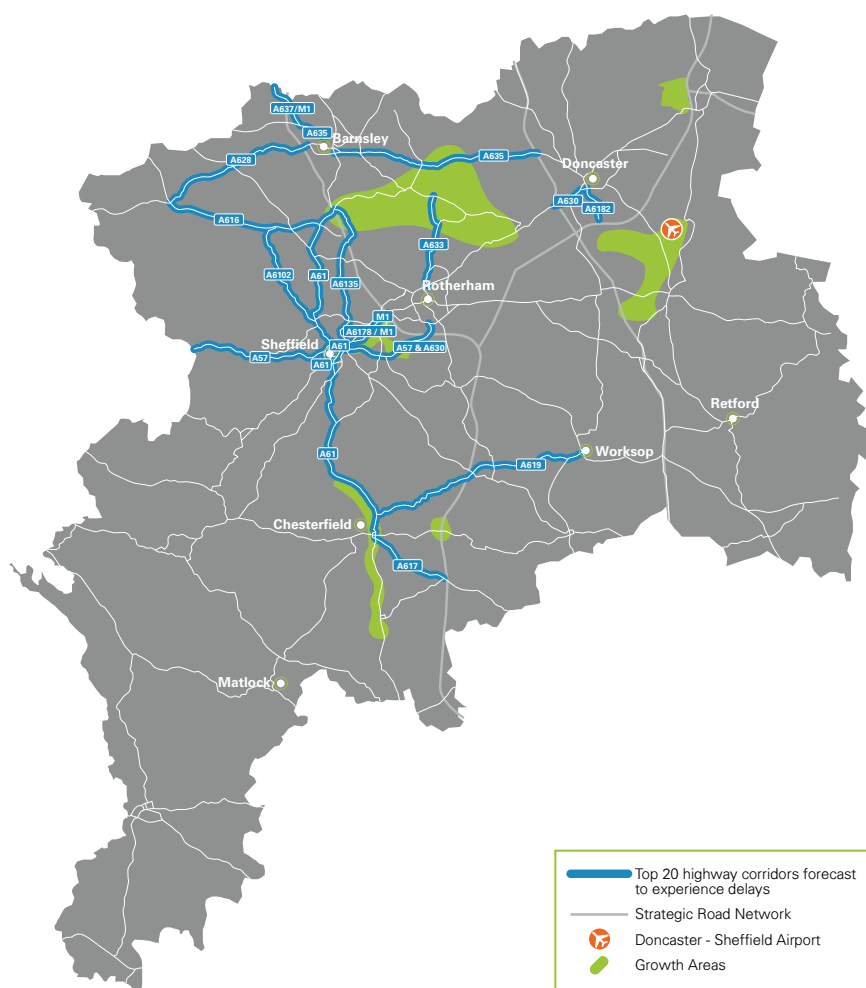 A637/M1
A635
Barnsley
A628
A635
Doncaster
A630
A6182
A616
A633
A6102
A61
A6135
Rotherham
M1
A6178 / M1
A61
Sheffield
A57 & A630
A57
A61
Retford
A61
Worksop
A619
Chesterfield
A617
Matlock
Top 20 highway corridors forecast
to experience delays
Strategic Road Network
Doncaster - Sheffield Airport
Growth Areas